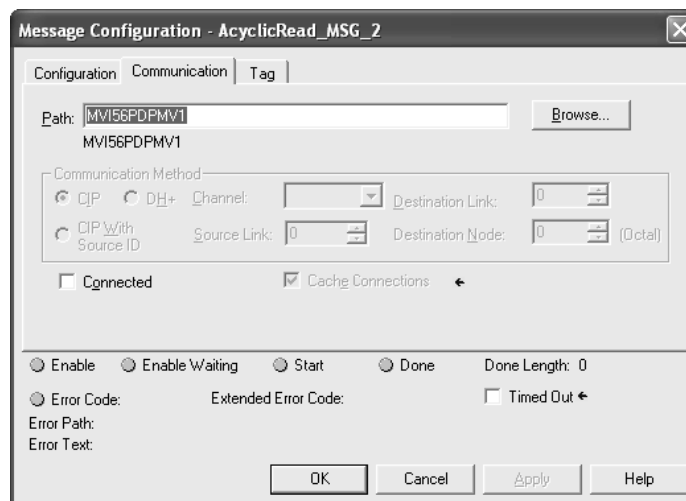 Message Configuration - AcyclicRead_MSG_2
Configuration Communication Tag
Path: MVI56PDPMV1 Browse...
MVI56PDPMV1
Communication Method
CIP DH+ Channel: Destination Link: 0
CIP With Source ID Source Link: 0 Destination Node: 0 (Octal)
Connected Cache Connections
Enable Enable Waiting Start Done Done Length: 0
Error Code: Extended Error Code: Timed Out
Error Path:
Error Text:
OK Cancel Apply Help